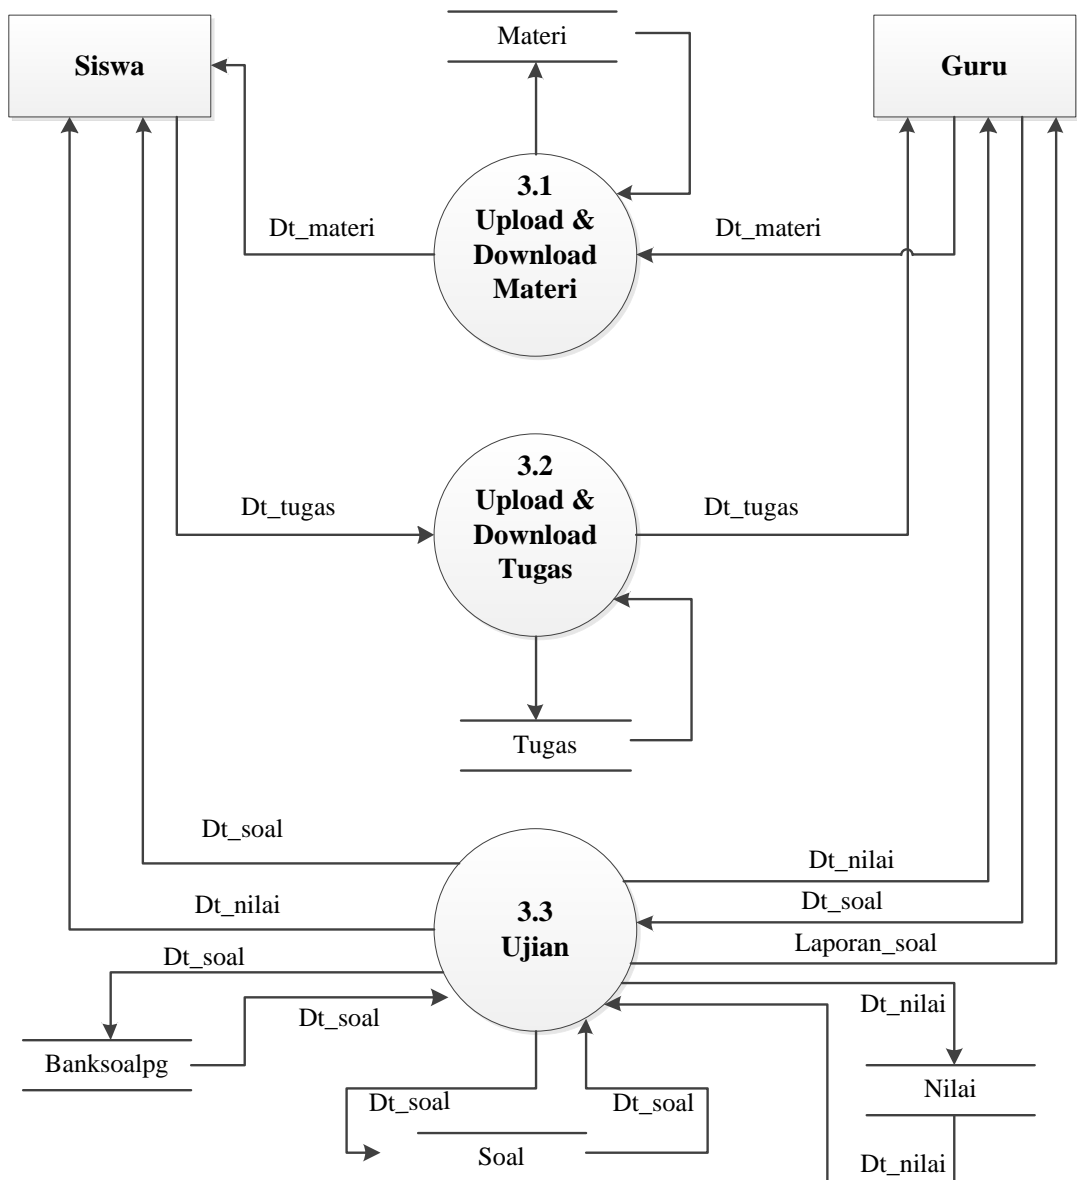 Materi
Siswa
Guru
3.1
Upload &
Download
Materi
Dt_materi
Dt_materi
3.2
Upload &
Download
Tugas
Dt_tugas
Dt_tugas
Tugas
Dt_soal
Dt_nilai
Dt_nilai
Dt_soal
3.3
Ujian
Laporan_soal
Dt_soal
Dt_soal
Dt_nilai
Banksoalpg
Nilai
Dt_soal
Dt_soal
Soal
Dt_nilai